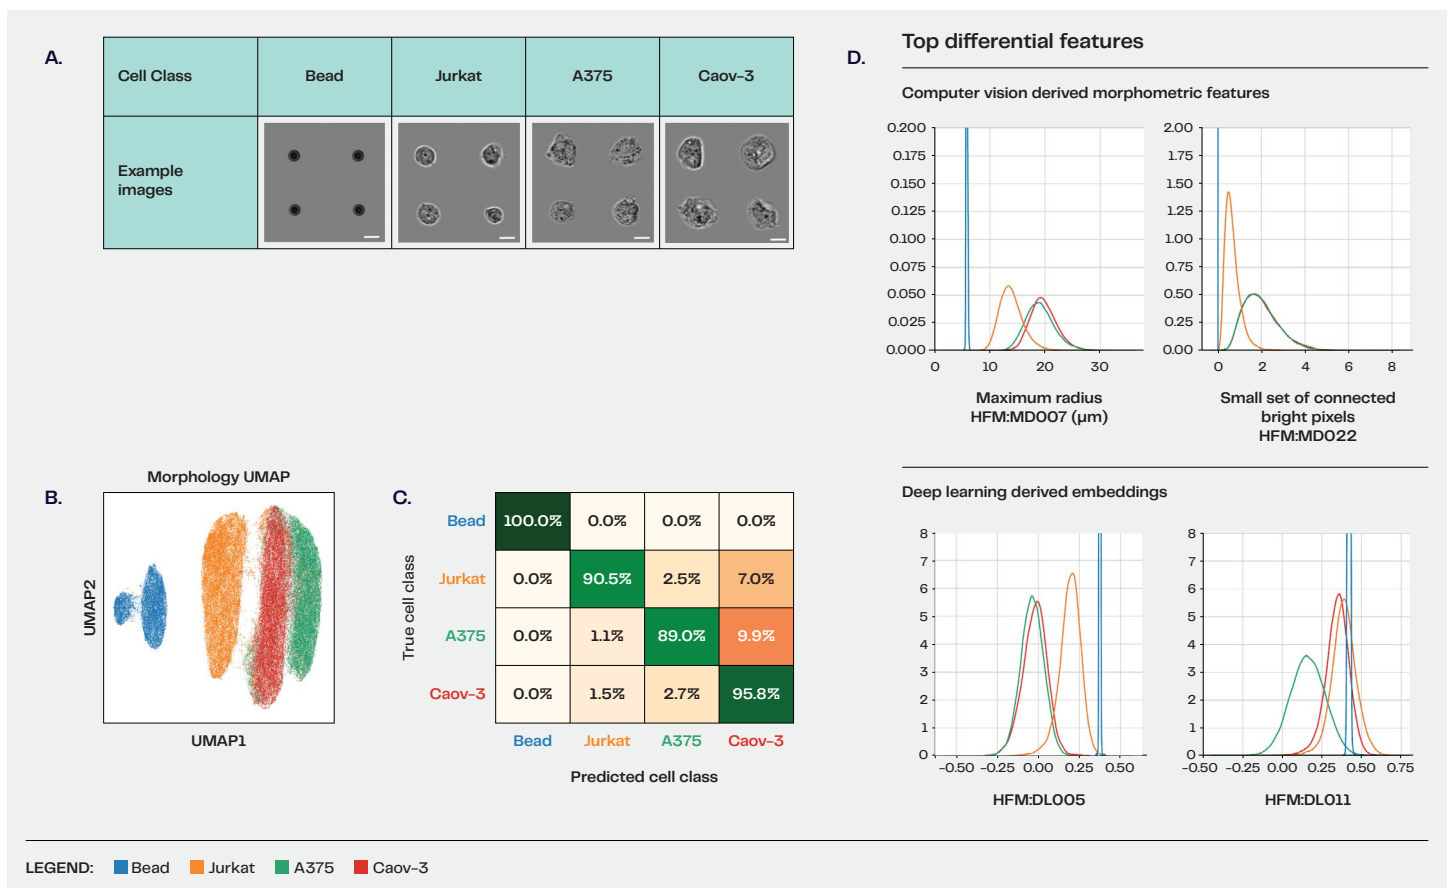 A.
Cell Class
Bead
Jurkat
A375
Caov-3
Example
images
B.
Morphology UMAP
UMAP2
UMAP1
C.
True cell class
Bead
100.0%
0.0%
0.0%
0.0%
Jurkat
0.0%
90.5%
2.5%
7.0%
A375
0.0%
1.1%
89.0%
9.9%
Caov-3
0.0%
1.5%
2.7%
95.8%
Bead
Jurkat
A375
Caov-3
Predicted cell class
D.
Top differential features
Computer vision derived morphometric features
0.200
0.175
0.150
0.125
0.100
0.075
0.050
0.025
0.000
0
10
20
30
Maximum radius
HFM:MD007 (µm)
2.00
1.75
1.50
1.25
1.00
0.75
0.50
0.25
0.00
0
2
4
6
8
Small set of connected
bright pixels
HFM:MD022
Deep learning derived embeddings
8
7
6
5
4
3
2
1
0
-0.50
-0.25
0.00
0.25
0.50
HFM:DL005
8
7
6
5
4
3
2
1
0
-0.50
-0.25
0.00
0.25
0.50
0.75
HFM:DL011
LEGEND:
Bead
Jurkat
A375
Caov-3